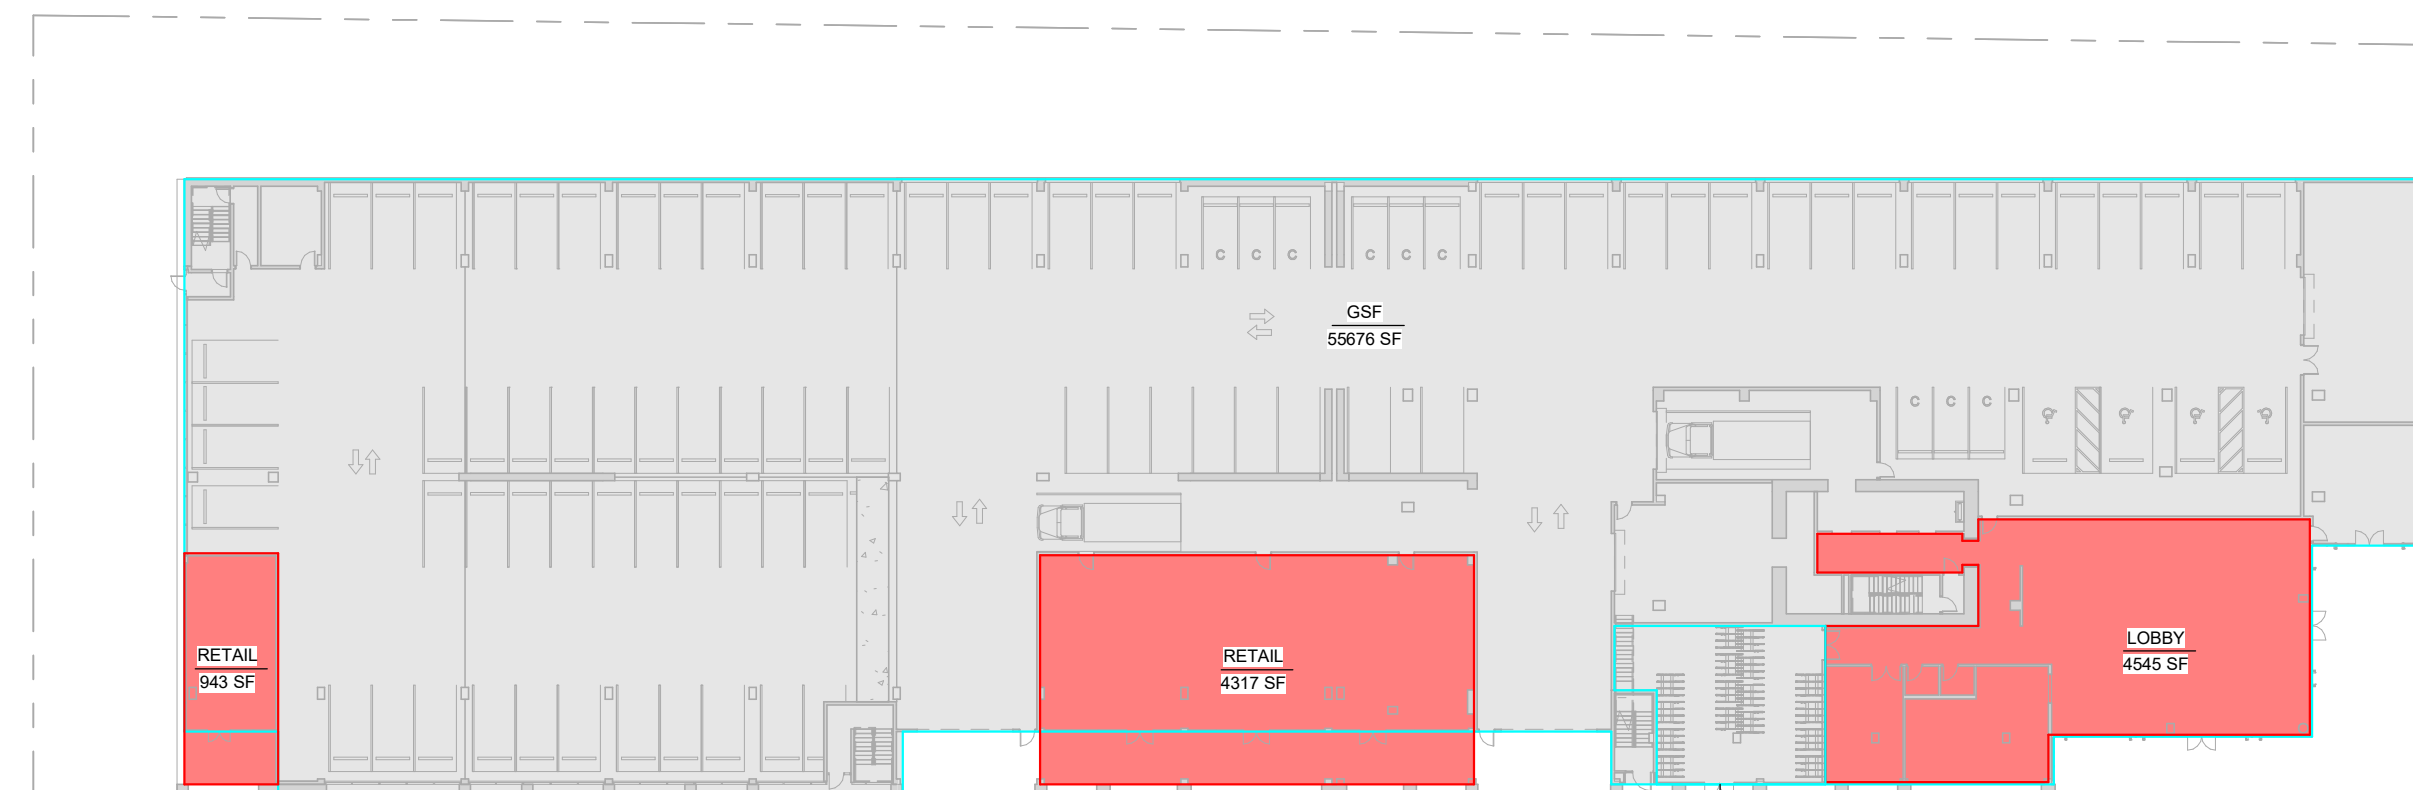 C C C C C C
GSF
55676 SF
C C C
RETAIL
943 SF
RETAIL
4317 SF
LOBBY
4545 SF